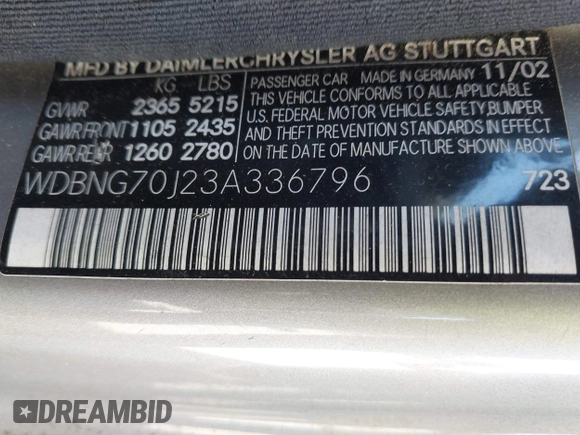 MFD BY DAIMLERCHRYSLER AG STUTTGART
KG LBS
GVWR 2365 5215
GAWR FRONT 1105 2435
GAWR REAR 1260 2780
PASSENGER CAR MADE IN GERMANY 11/02
THIS VEHICLE CONFORMS TO ALL APPLICABLE
U.S. FEDERAL MOTOR VEHICLE SAFETY, BUMPER
AND THEFT PREVENTION STANDARDS IN EFFECT
ON THE DATE OF MANUFACTURE SHOWN ABOVE
WDBNG70J23A336796 723
DREAMBID